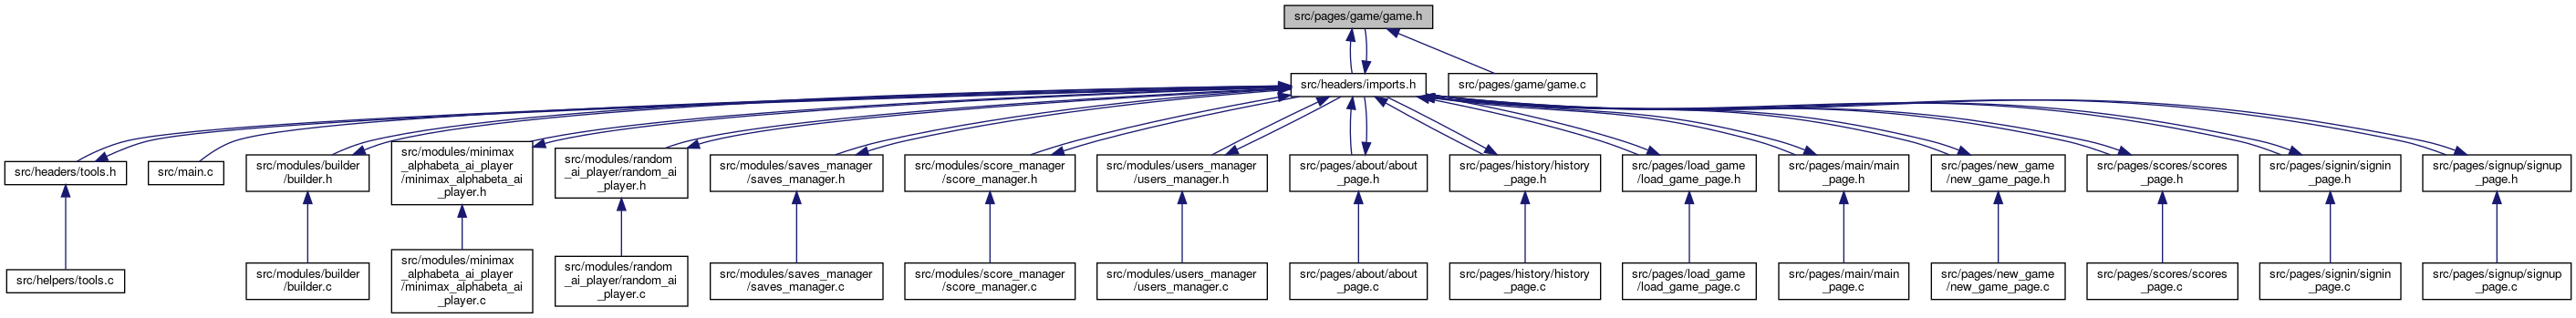 src/pages/game/game.h
src/headers/imports.h
src/pages/game/game.c
src/headers/tools.h
src/main.c
src/modules/builder
/builder.h
src/modules/minimax
_alphabeta_ai_player
/minimax_alphabeta_ai
_player.h
src/modules/random
_ai_player/random_ai
_player.h
src/modules/saves_manager
/saves_manager.h
src/modules/score_manager
/score_manager.h
src/modules/users_manager
/users_manager.h
src/pages/about/about
_page.h
src/pages/history/history
_page.h
src/pages/load_game
/load_game_page.h
src/pages/main/main
_page.h
src/pages/new_game
/new_game_page.h
src/pages/scores/scores
_page.h
src/pages/signin/signin
_page.h
src/pages/signup/signup
_page.h
src/helpers/tools.c
src/modules/builder
/builder.c
src/modules/minimax
_alphabeta_ai_player
/minimax_alphabeta_ai
_player.c
src/modules/random
_ai_player/random_ai
_player.c
src/modules/saves_manager
/saves_manager.c
src/modules/score_manager
/score_manager.c
src/modules/users_manager
/users_manager.c
src/pages/about/about
_page.c
src/pages/history/history
_page.c
src/pages/load_game
/load_game_page.c
src/pages/main/main
_page.c
src/pages/new_game
/new_game_page.c
src/pages/scores/scores
_page.c
src/pages/signin/signin
_page.c
src/pages/signup/signup
_page.c